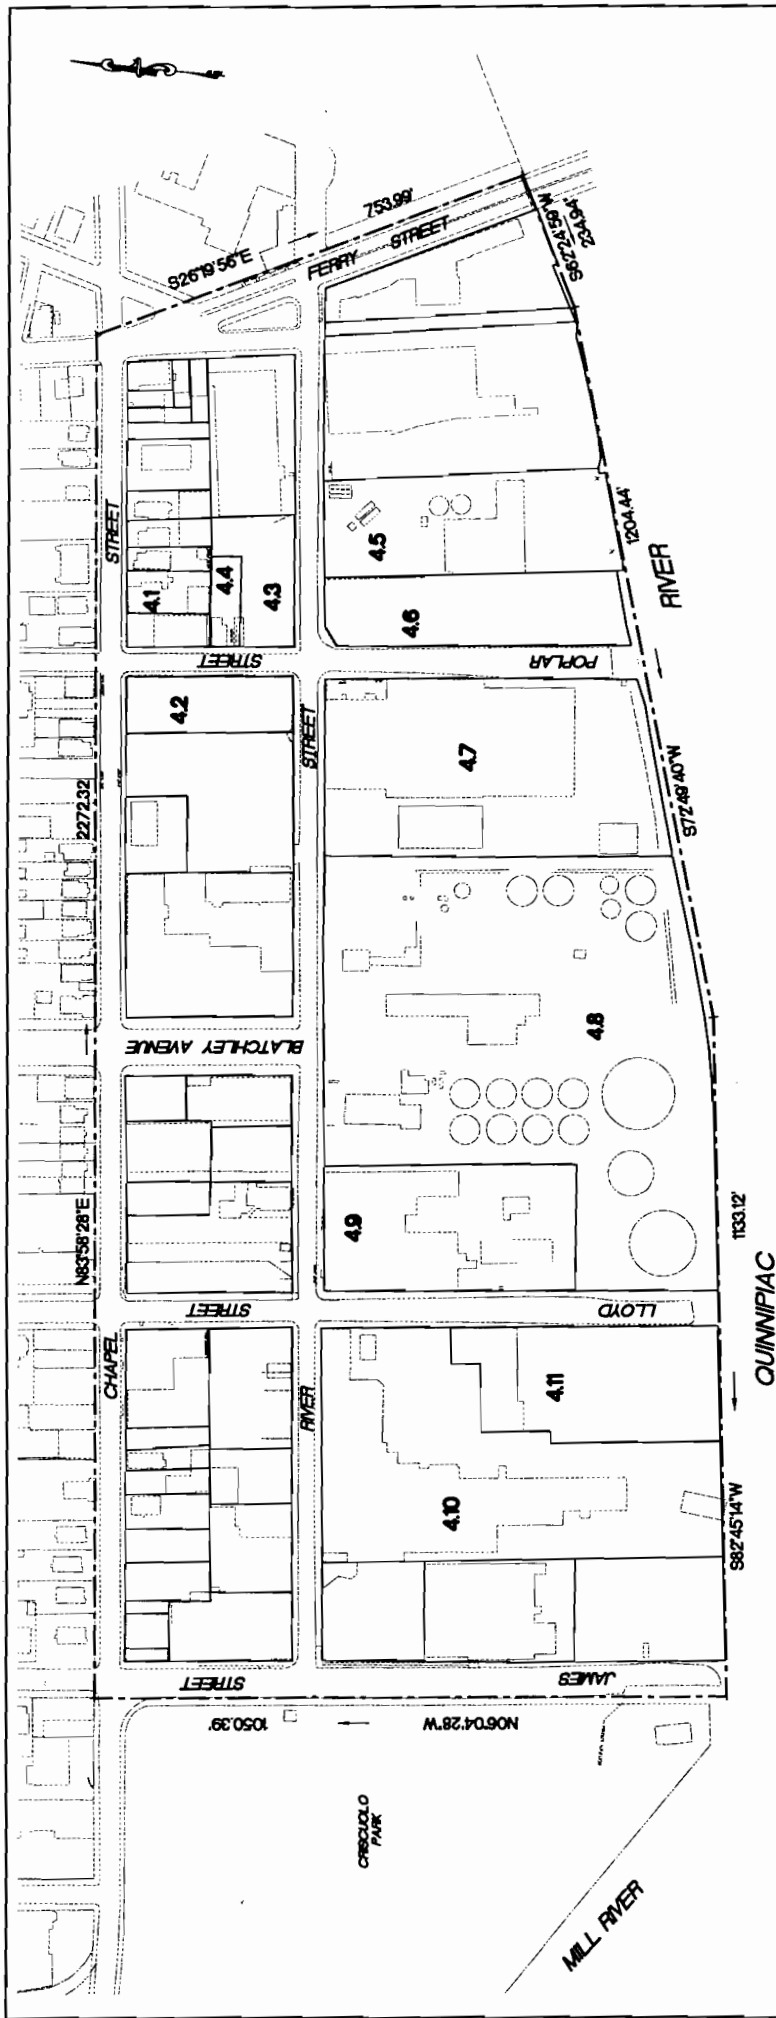 753.99'
S26°19'56"E
FERRY
STREET
S62°24'59"W
234.94'
STREET
4.1
4.4
4.3
4.5
4.6
1204.44'
RIVER
STREET
POPLAR
4.2
STREET
4.7
2272.32
S72°49'40"W
BLATCHLEY AVENUE
4.8
N83°58'28"E
4.9
1133.12'
QUINNIPIAC
STREET
LLOYD
CHAPEL
RIVER
4.11
4.10
S82°45'14"W
STREET
JAMES
1050.39'
N06°04'28"W
CRISCUOLO
PARK
MILL RIVER